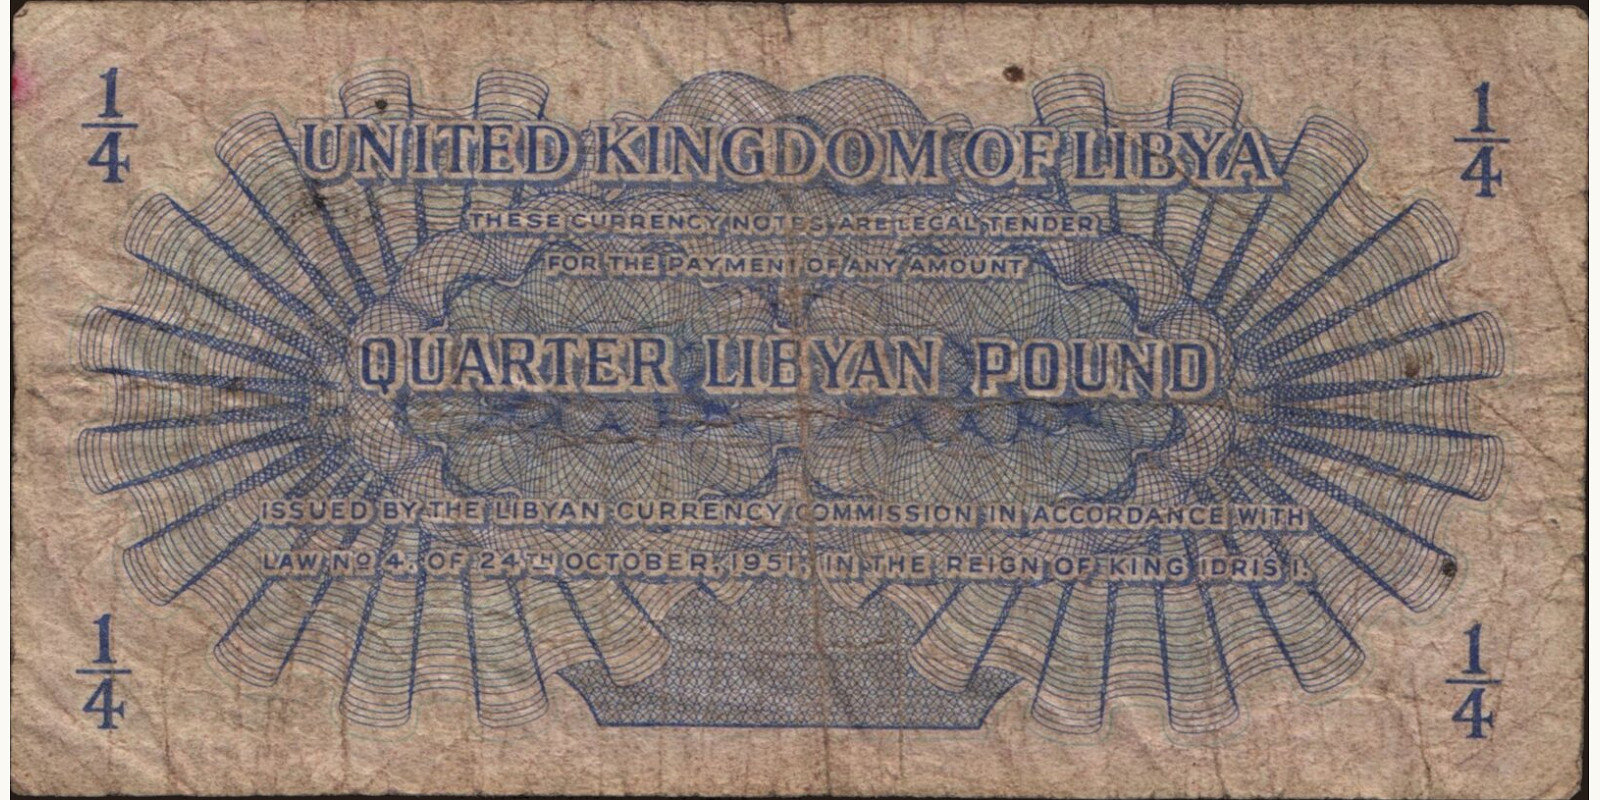 1/4
1/4
UNITED KINGDOM OF LIBYA
THESE CURRENCY NOTES ARE LEGAL TENDER
FOR THE PAYMENT OF ANY AMOUNT
QUARTER LIBYAN POUND
ISSUED BY THE LIBYAN CURRENCY COMMISSION IN ACCORDANCE WITH
LAW Nº 4. OF 24TH OCTOBER, 1951, IN THE REIGN OF KING IDRIS I.
1/4
1/4